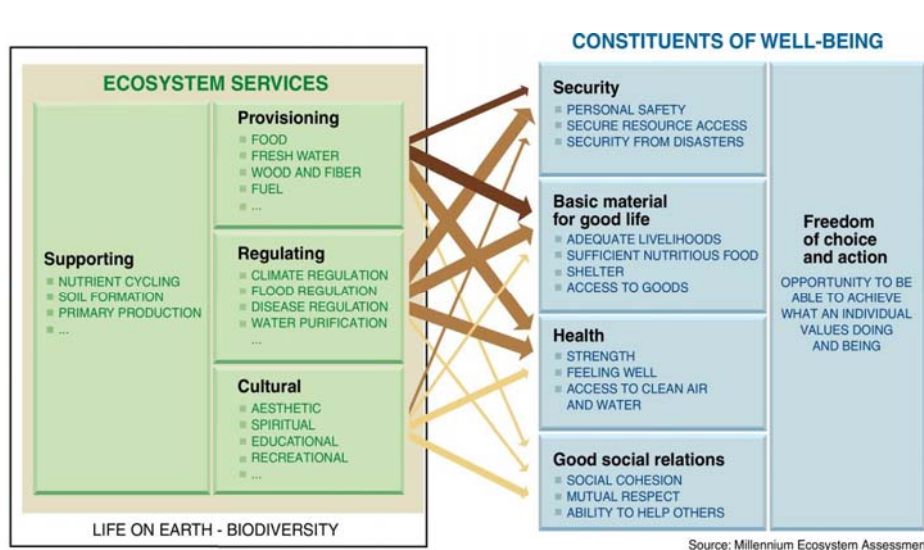 CONSTITUENTS OF WELL-BEING
ECOSYSTEM SERVICES
Supporting
NUTRIENT CYCLING
SOIL FORMATION
PRIMARY PRODUCTION
...
Provisioning
FOOD
FRESH WATER
WOOD AND FIBER
FUEL
...
Regulating
CLIMATE REGULATION
FLOOD REGULATION
DISEASE REGULATION
WATER PURIFICATION
...
Cultural
AESTHETIC
SPIRITUAL
EDUCATIONAL
RECREATIONAL
...
LIFE ON EARTH - BIODIVERSITY
Security
PERSONAL SAFETY
SECURE RESOURCE ACCESS
SECURITY FROM DISASTERS
Basic material
for good life
ADEQUATE LIVELIHOODS
SUFFICIENT NUTRITIOUS FOOD
SHELTER
ACCESS TO GOODS
Health
STRENGTH
FEELING WELL
ACCESS TO CLEAN AIR
AND WATER
Good social relations
SOCIAL COHESION
MUTUAL RESPECT
ABILITY TO HELP OTHERS
Freedom
of choice
and action
OPPORTUNITY TO BE
ABLE TO ACHIEVE
WHAT AN INDIVIDUAL
VALUES DOING
AND BEING
Source: Millennium Ecosystem Assessmen